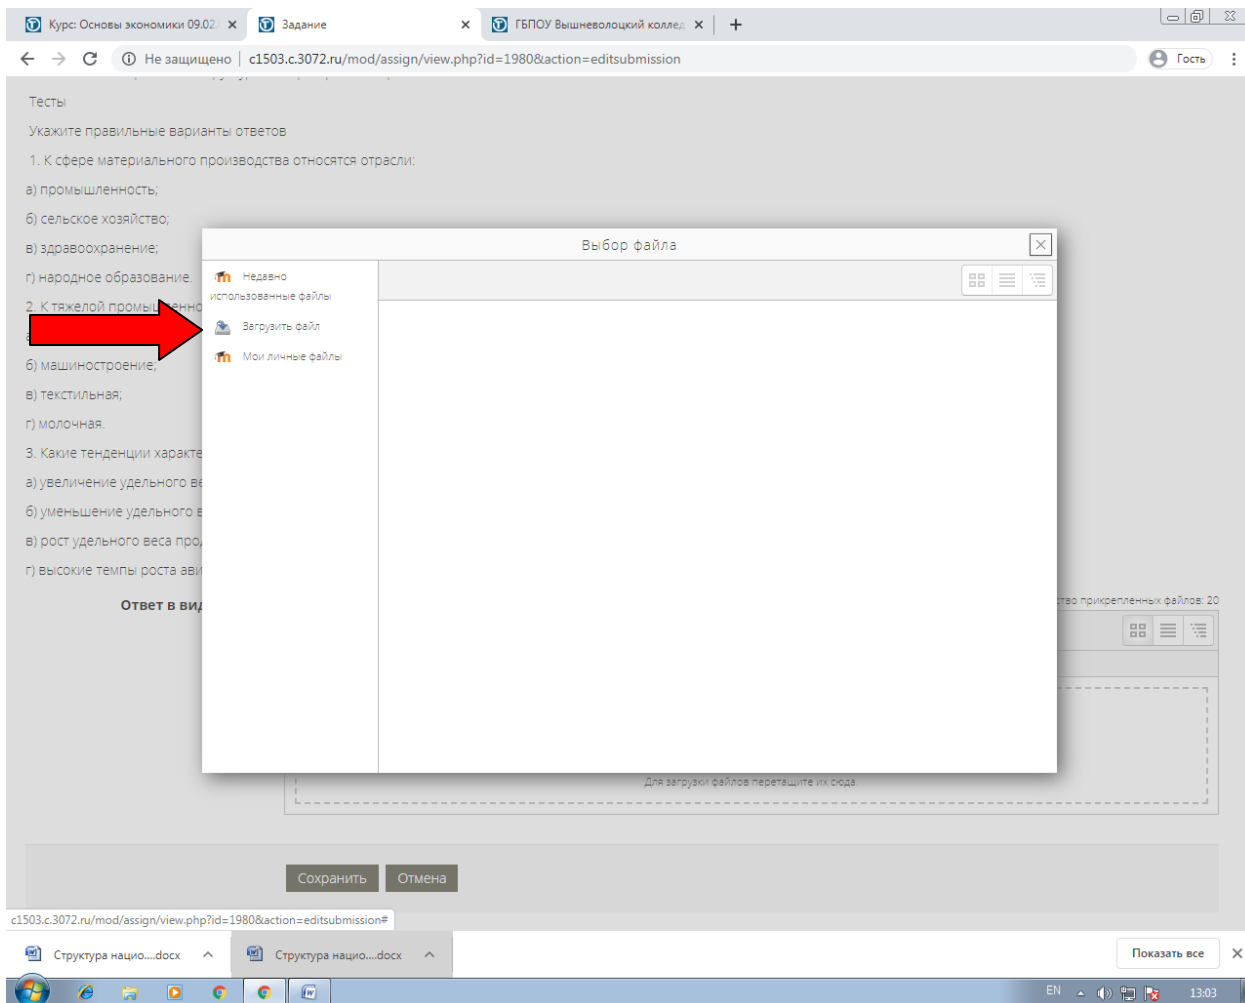 Курс: Основы экономики 09.02.
Задание
ГБПОУ Вышневолоцкий коллед
Не защищено
c1503.c.3072.ru/mod/assign/view.php?id=1980&action=editsubmission
Гость
Тесты
Укажите правильные варианты ответов
1. К сфере материального производства относятся отрасли:
а) промышленность;
б) сельское хозяйство;
в) здравоохранение;
г) народное образование.
2. К тяжелой
б) машиностроение;
в) текстильная;
г) молочная.
3. Какие тенденции характе
а) увеличение удельного ве
б) уменьшение удельного в
в) рост удельного веса прод
г) высокие темпы роста ави
Выбор файла
Недавно
использованные файлы
Загрузить файл
Мои личные файлы
Ответ в вид
прикрепленных файлов: 20
Для загрузки файлов перетащите их сюда.
Сохранить
Отмена
c1503.c.3072.ru/mod/assign/view.php?id=1980&action=editsubmission#
Структура нацио....docx
Структура нацио....docx
Показать все
EN
13:03